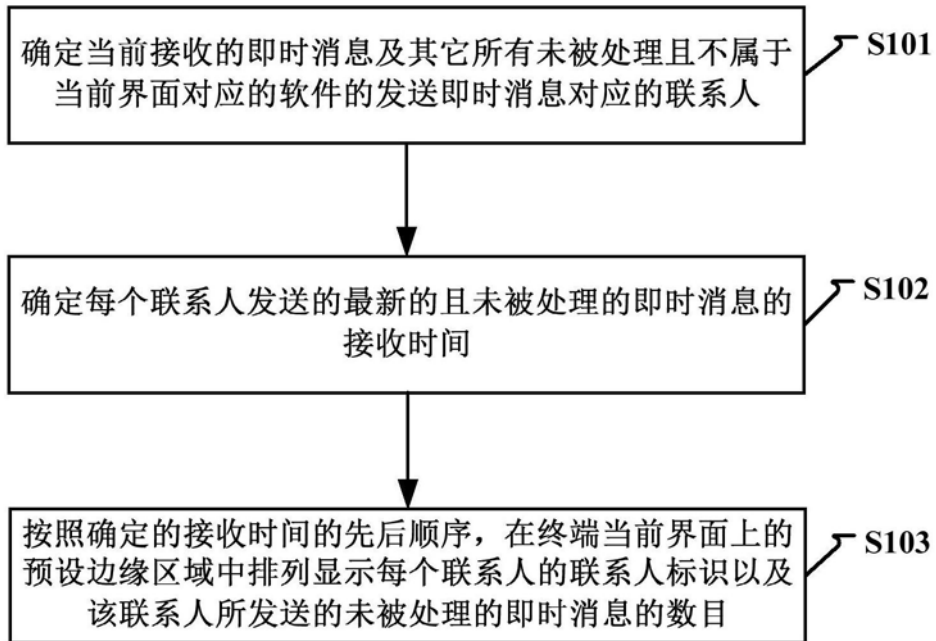 确定当前接收的即时消息及其它所有未被处理且不属于
当前界面对应的软件的发送即时消息对应的联系人
S101
确定每个联系人发送的最新的且未被处理的即时消息的
接收时间
S102
按照确定的接收时间的先后顺序，在终端当前界面上的
预设边缘区域中排列显示每个联系人的联系人标识以及
该联系人所发送的未被处理的即时消息的数目
S103